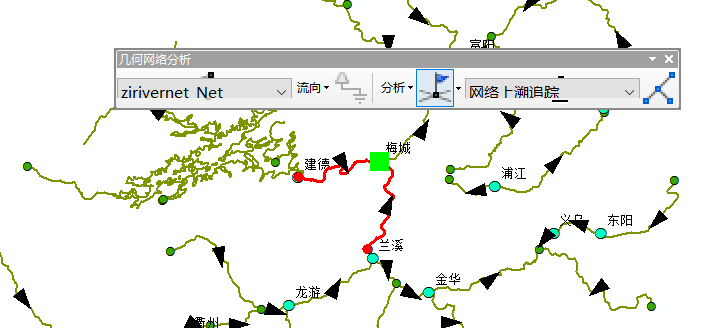 富阳
几何网络分析
zirivernet_Net
流向
分析
网络上溯追踪
梅城
建德
浦江
义乌
东阳
兰溪
龙游
金华
衢州